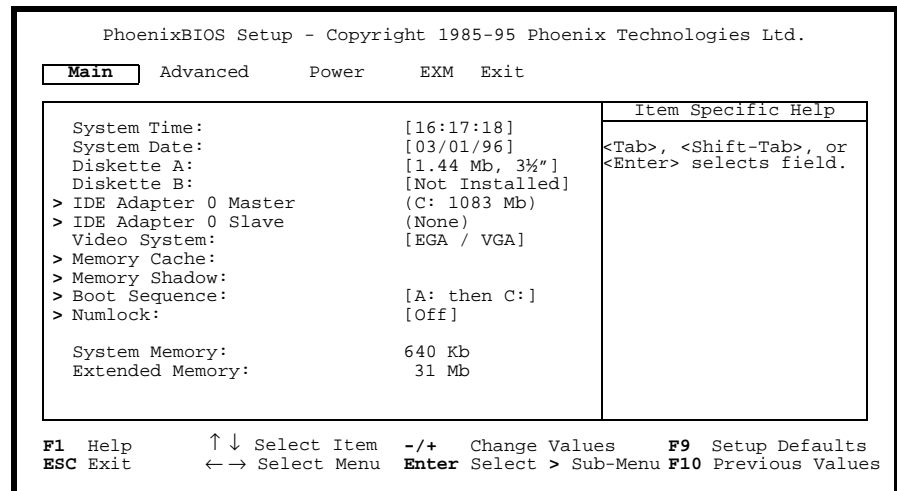 PhoenixBIOS Setup - Copyright 1985-95 Phoenix Technologies Ltd.
Main Advanced Power EXM Exit
Item Specific Help
System Time: [16:17:18]
System Date: [03/01/96] <Tab>, <Shift-Tab>, or
Diskette A: [1.44 Mb, 3½″] <Enter> selects field.
Diskette B: [Not Installed]
> IDE Adapter 0 Master (C: 1083 Mb)
> IDE Adapter 0 Slave (None)
Video System: [EGA / VGA]
> Memory Cache:
> Memory Shadow:
> Boot Sequence: [A: then C:]
> Numlock: [Off]
System Memory: 640 Kb
Extended Memory: 31 Mb
F1 Help ↑↓ Select Item -/+ Change Values F9 Setup Defaults
ESC Exit ←→ Select Menu Enter Select > Sub-Menu F10 Previous Values